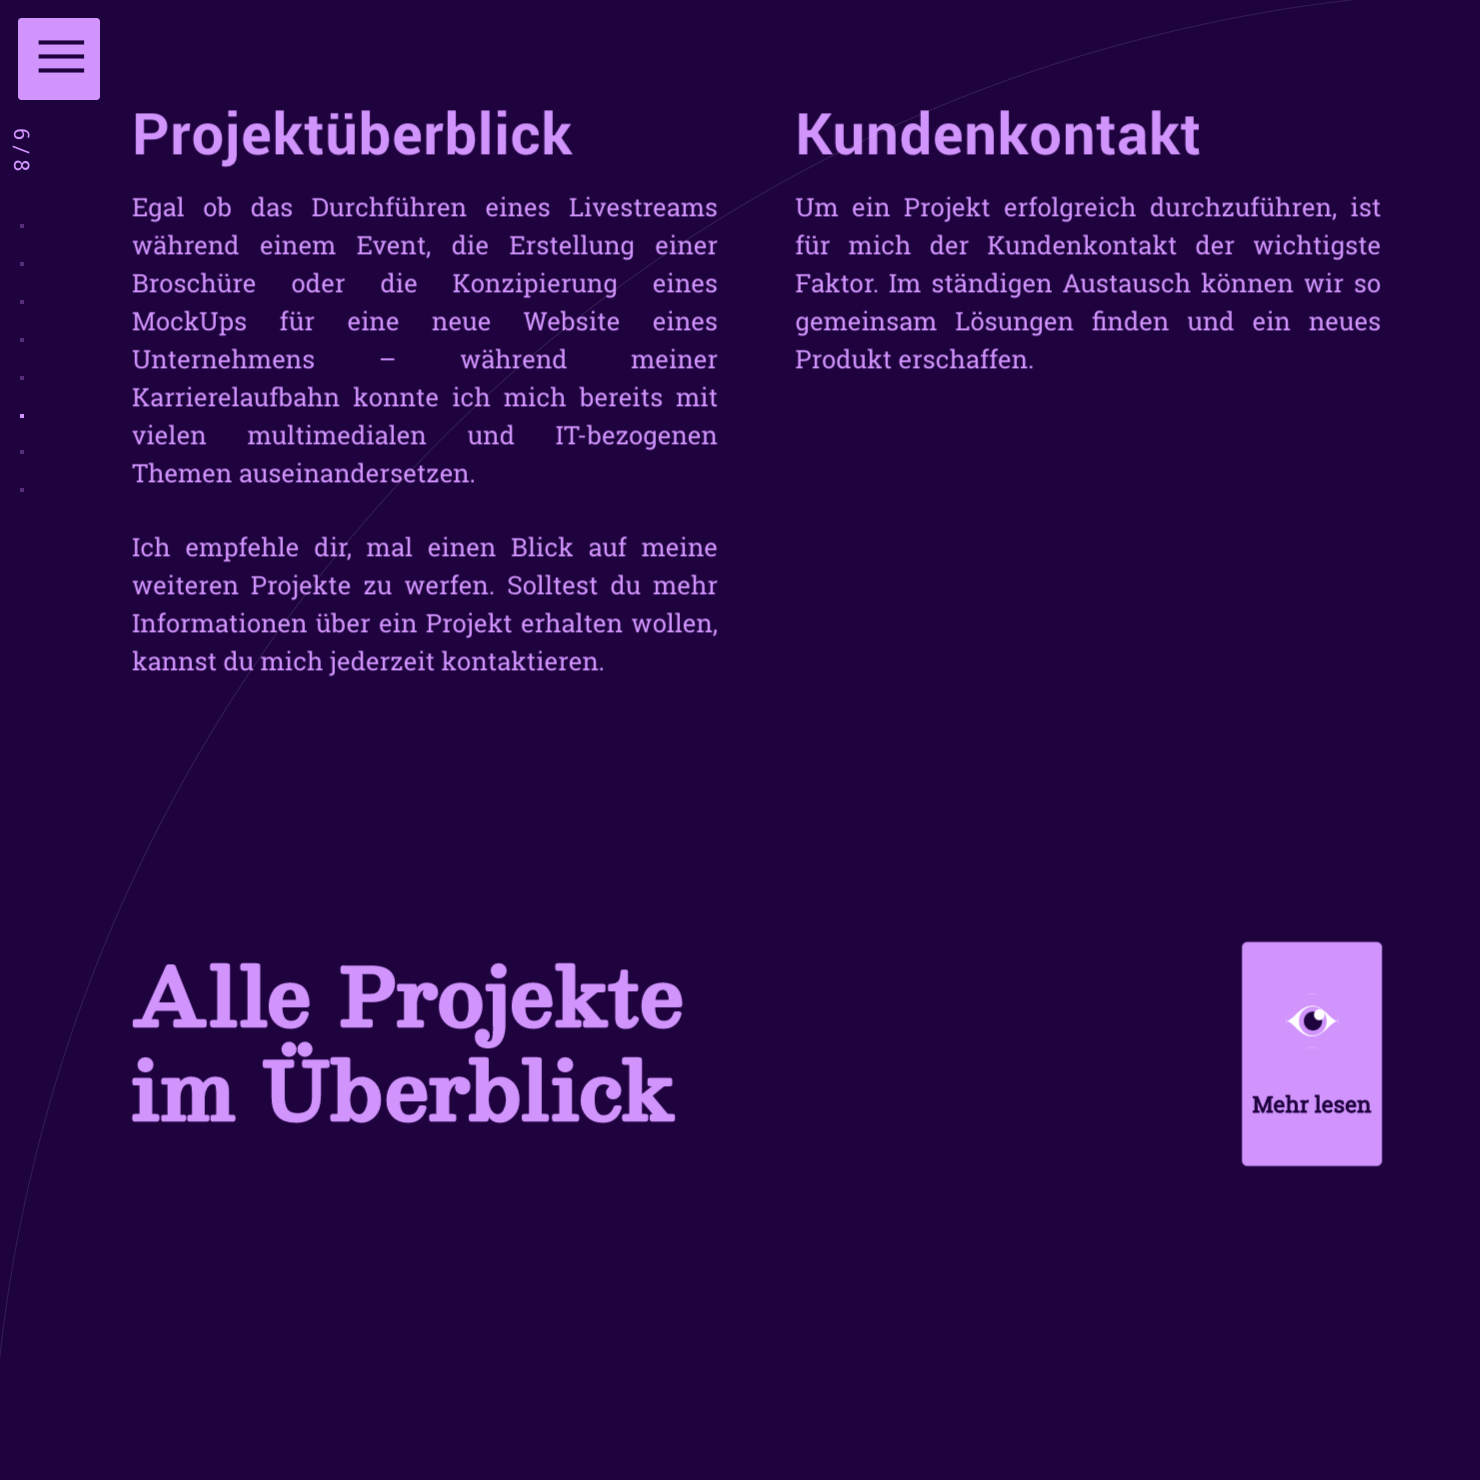 6/8
Projektüberblick
Egal ob das Durchführen eines Livestreams
während einem Event, die Erstellung einer
Broschüre oder die Konzipierung eines
MockUps für eine neue Website eines
Unternehmens – während meiner
Karrierelaufbahn konnte ich mich bereits mit
vielen multimedialen und IT-bezogenen
Themen auseinandersetzen.
Ich empfehle dir, mal einen Blick auf meine
weiteren Projekte zu werfen. Solltest du mehr
Informationen über ein Projekt erhalten wollen,
kannst du mich jederzeit kontaktieren.
Kundenkontakt
Um ein Projekt erfolgreich durchzuführen, ist
für mich der Kundenkontakt der wichtigste
Faktor. Im ständigen Austausch können wir so
gemeinsam Lösungen finden und ein neues
Produkt erschaffen.
Alle Projekte
im Überblick
Mehr lesen